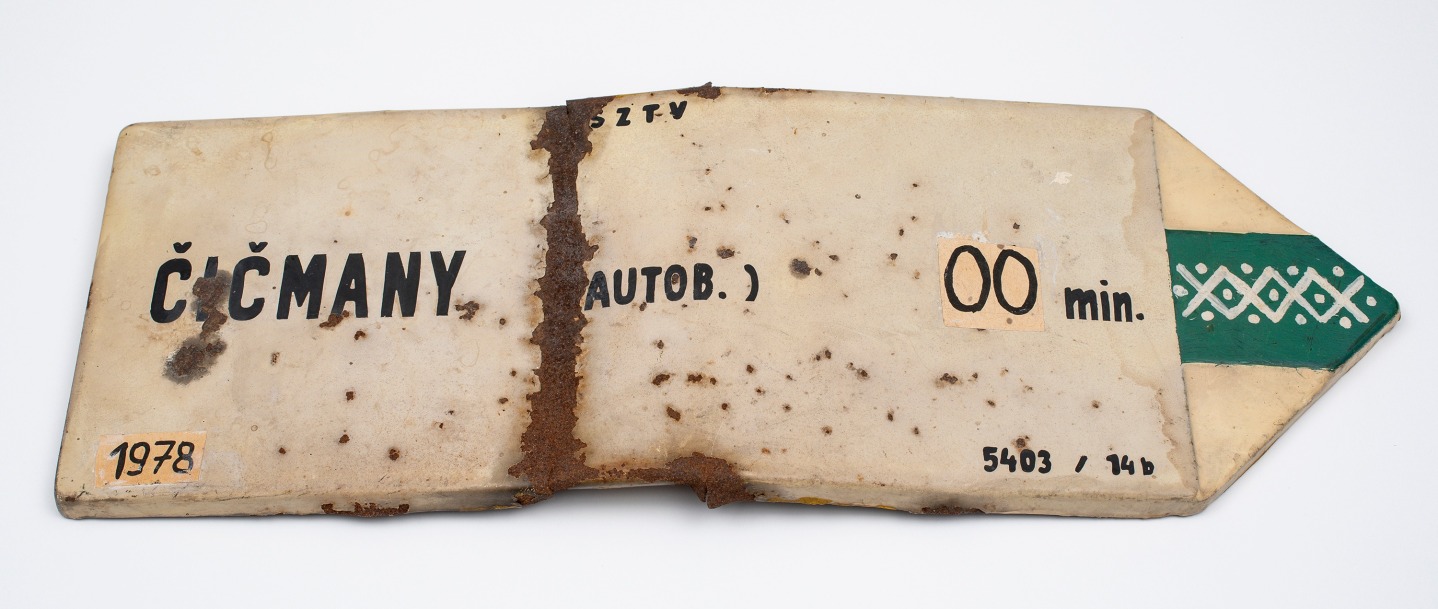 SZTV
ČIČMANY AUTOB. ) 00 min.
1978
5403 / 14b